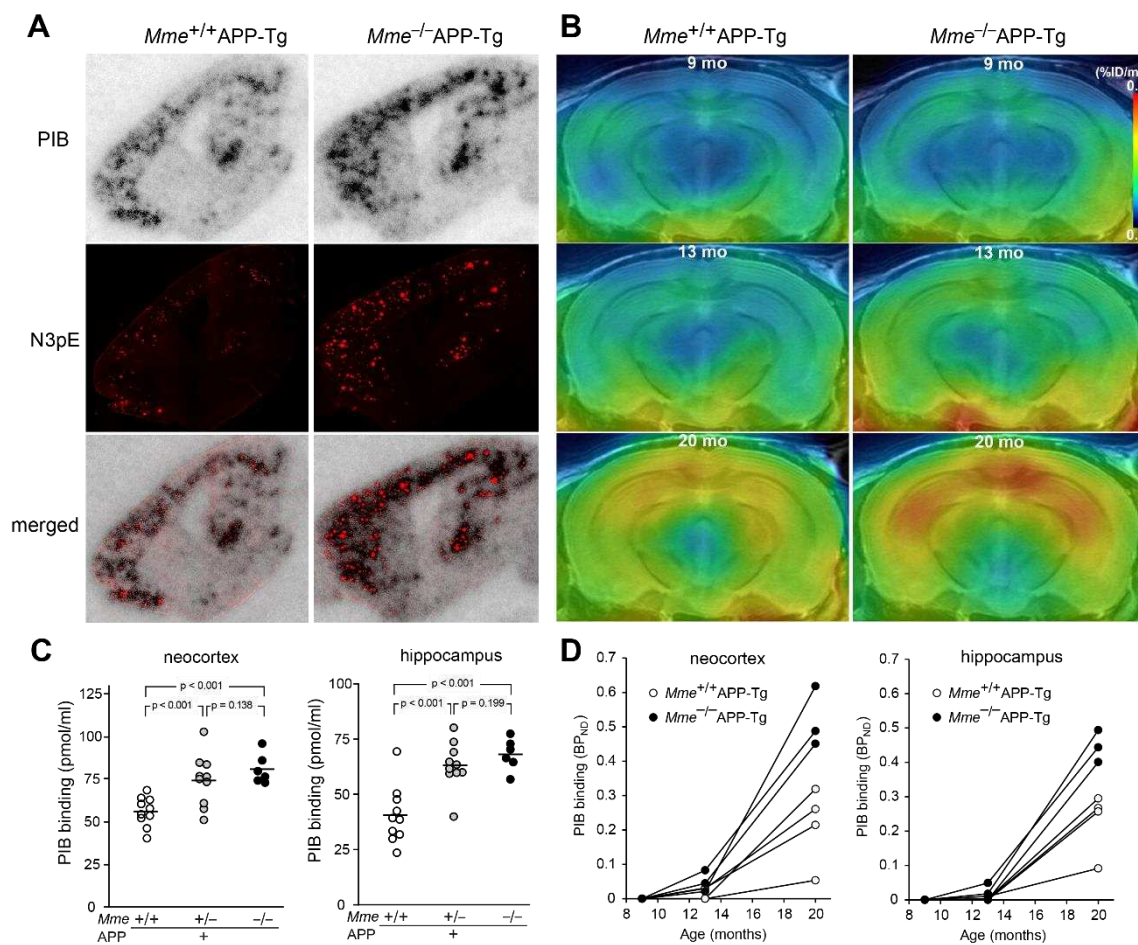 A
Mme+/+APP-Tg
Mme–/–APP-Tg
PIB
N3pE
merged
B
Mme+/+APP-Tg
Mme–/–APP-Tg
9 mo
9 mo
(%ID/m
0.
0.
13 mo
13 mo
20 mo
20 mo
C
neocortex
p < 0.001
p < 0.001
p = 0.138
PIB binding (pmol/ml)
125
100
75
50
25
0
Mme +/+ +/– –/–
APP +
hippocampus
p < 0.001
p < 0.001
p = 0.199
PIB binding (pmol/ml)
100
75
50
25
0
Mme +/+ +/– –/–
APP +
D
neocortex
Mme+/+APP-Tg
Mme–/–APP-Tg
PIB binding (BPND)
0.7
0.6
0.5
0.4
0.3
0.2
0.1
0
8 10 12 14 16 18 20
Age (months)
hippocampus
Mme+/+APP-Tg
Mme–/–APP-Tg
PIB binding (BPND)
0.7
0.6
0.5
0.4
0.3
0.2
0.1
0
8 10 12 14 16 18 20
Age (months)